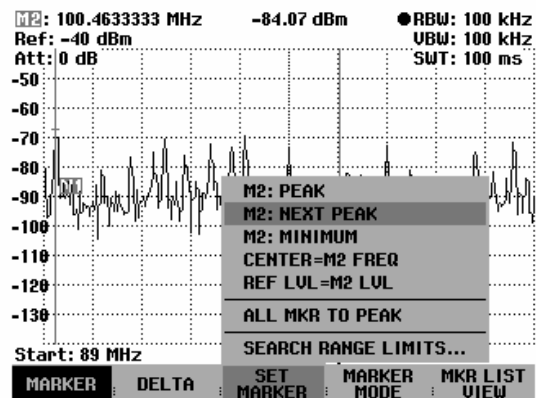 M2: 100.4633333 MHz -84.07 dBm ●RBW: 100 kHz
Ref: -40 dBm VBW: 100 kHz
Att: 0 dB SWT: 100 ms
-50
-60
-70
-80
-90
-100
-110
-120
-130
M2: PEAK
M2: NEXT PEAK
M2: MINIMUM
CENTER=M2 FREQ
REF LVL=M2 LVL
ALL MKR TO PEAK
SEARCH RANGE LIMITS...
Start: 89 MHz
MARKER DELTA SET MARKER MARKER MODE MKR LIST VIEW